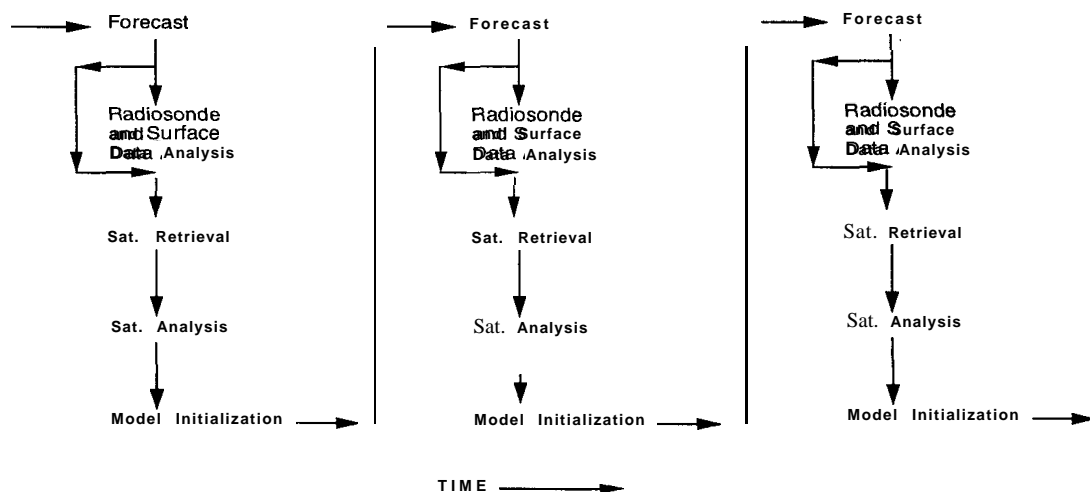 Forecast
Radiosonde
and Surface
Data Analysis
Sat. Retrieval
Sat. Analysis
Model Initialization
Forecast
Radiosonde
and Surface
Data Analysis
Sat. Retrieval
Sat. Analysis
Model Initialization
Forecast
Radiosonde
and Surface
Data Analysis
Sat. Retrieval
Sat. Analysis
Model Initialization
TIME